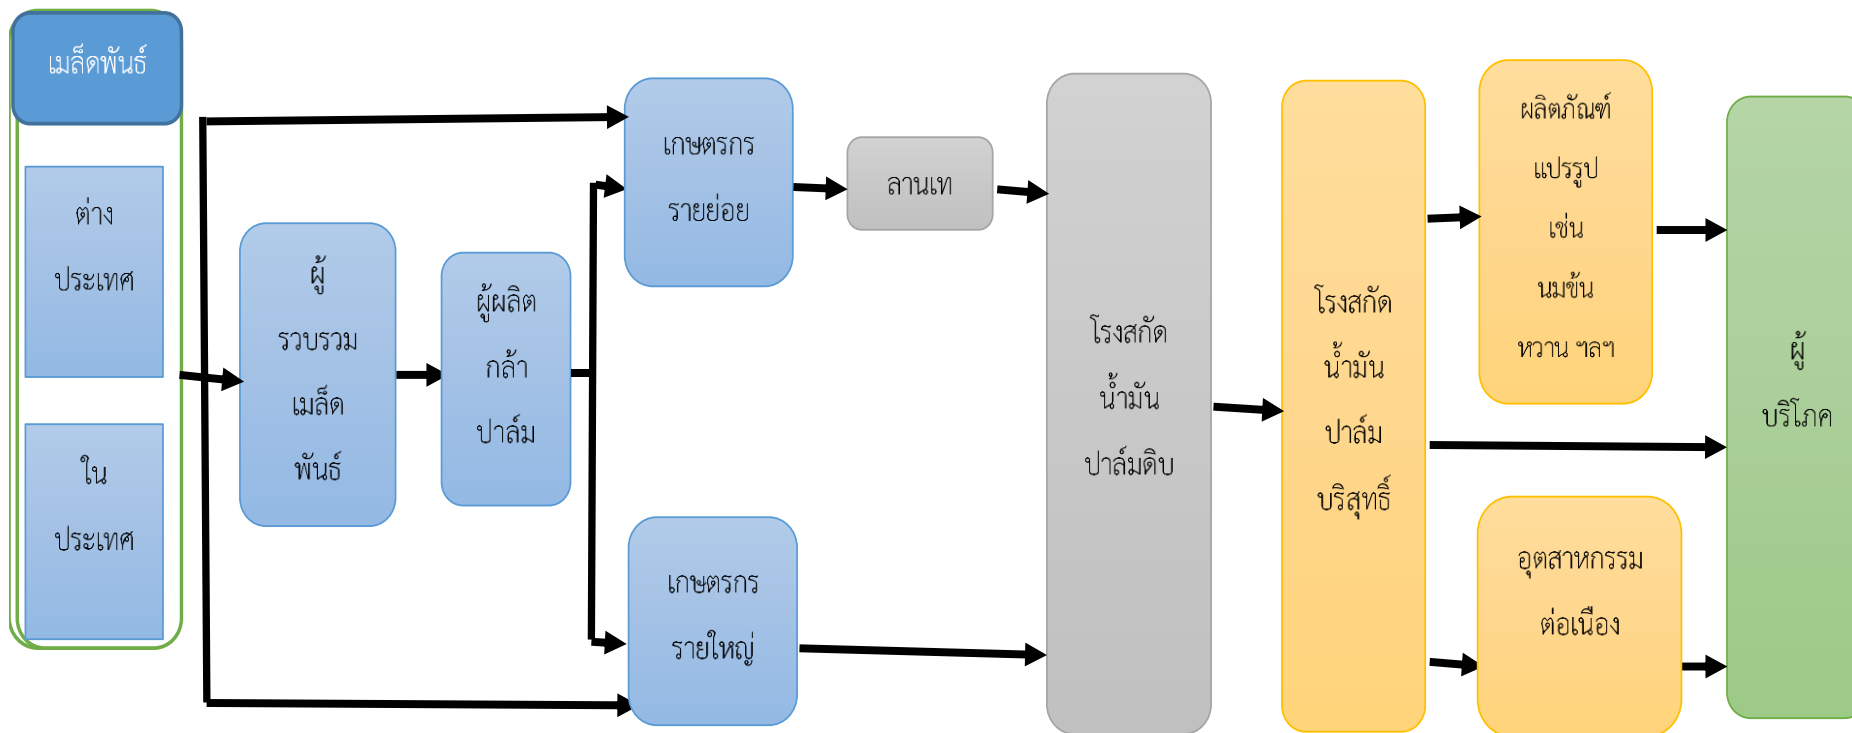 เมล็ดพันธ์
ต่าง
ประเทศ
ใน
ประเทศ
ผู้
รวบรวม
เมล็ด
พันธ์
ผู้ผลิต
กล้า
ปาล์ม
เกษตรกร
รายย่อย
เกษตรกร
รายใหญ่
ลานเท
โรงสกัด
น้ำมัน
ปาล์มดิบ
โรงสกัด
น้ำมัน
ปาล์ม
บริสุทธิ์
ผลิตภัณฑ์
แปรรูป
เช่น
นมข้น
หวาน ฯลฯ
อุตสาหกรรม
ต่อเนื่อง
ผู้
บริโภค